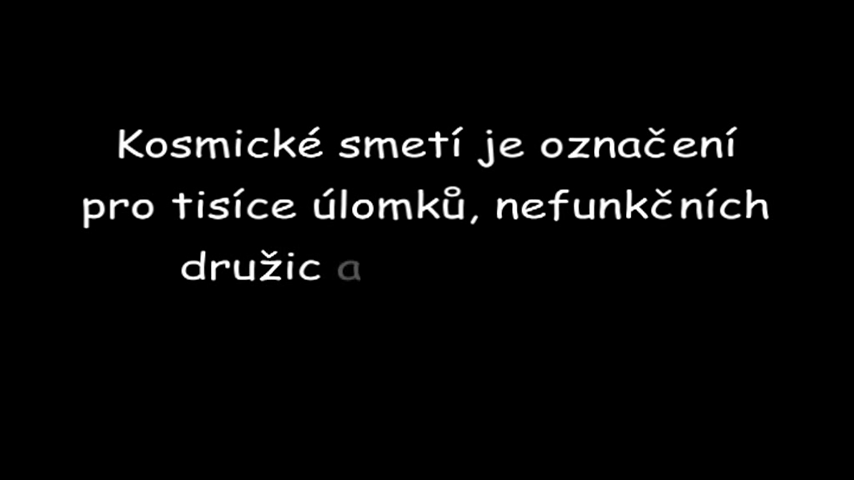 Kosmické smetí je označení
pro tisíce úlomků, nefunkčních
družic a